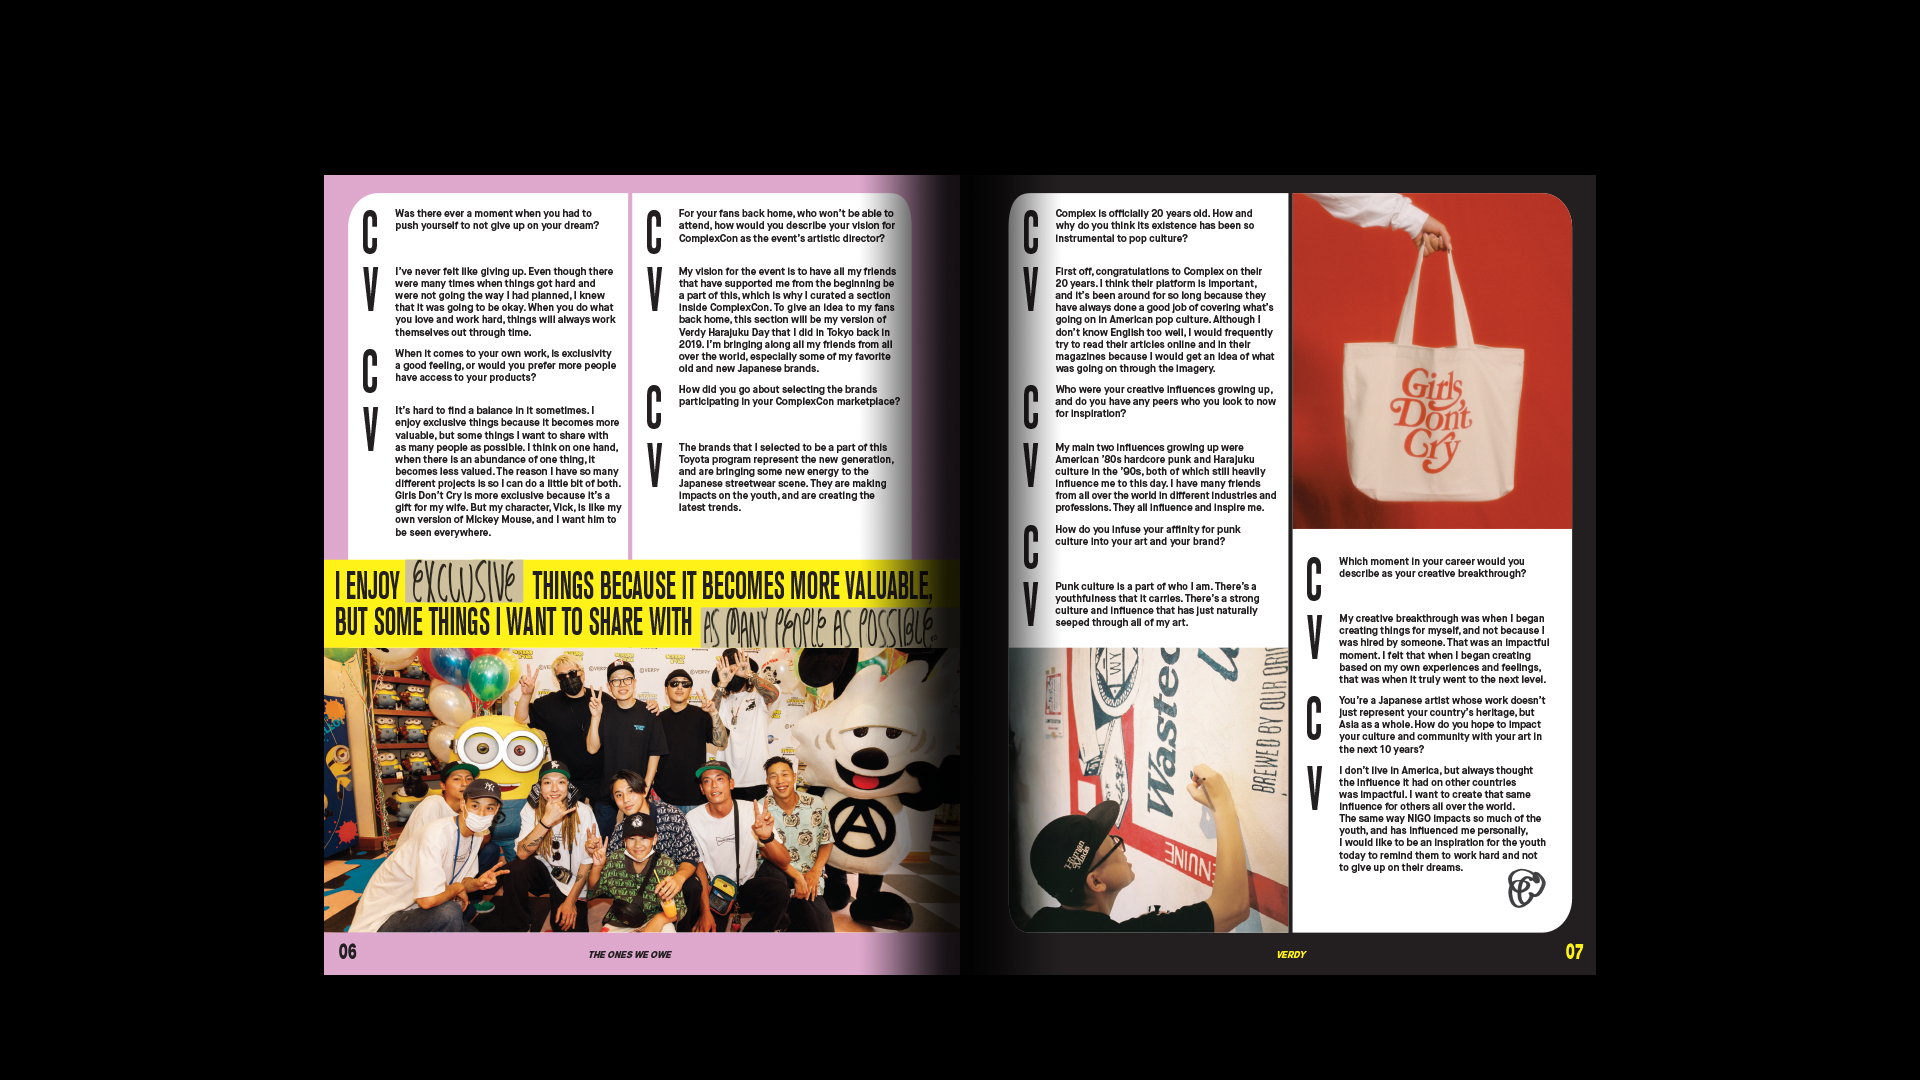 C
Was there ever a moment when you had to
push yourself to not give up on your dream?
V
I've never felt like giving up. Even though there
were many times when things got hard and
were not going the way I had planned, I knew
that it was going to be okay. When you do what
you love and work hard, things will always work
themselves out through time.
C
When it comes to your own work, is exclusivity
a good feeling, or would you prefer more people
have access to your products?
V
It's hard to find a balance in it sometimes. I
enjoy exclusive things because it becomes more
valuable, but some things I want to share with
as many people as possible. I think on one hand,
when there is an abundance of one thing, it
becomes less valued. The reason I have so many
different projects is so I can do a little bit of both.
Girls Don't Cry is more exclusive because it's a
gift for my wife. But my character, Vick, is like my
own version of Mickey Mouse, and I want him to
be seen everywhere.
C
For your fans back home, who won't be able to
attend, how would you describe your vision for
ComplexCon as the event's artistic director?
V
My vision for the event is to have all my friends
that have supported me from the beginning be
a part of this, which is why I curated a section
inside ComplexCon. To give an idea to my fans
back home, this section will be my version of
Verdy Harajuku Day that I did in Tokyo back in
2019. I'm bringing along all my friends from all
over the world, especially some of my favorite
old and new Japanese brands.
C
How did you go about selecting the brands
participating in your ComplexCon marketplace?
V
The brands that I selected to be a part of this
Toyota program represent the new generation,
and are bringing some new energy to the
Japanese streetwear scene. They are making
impacts on the youth, and are creating the
latest trends.
I ENJOY EXCLUSIVE THINGS BECAUSE IT BECOMES MORE VALUABLE,
BUT SOME THINGS I WANT TO SHARE WITH AS MANY PEOPLE AS POSSIBLE.
©VERDY
©VERDY
NY
A
06
THE ONES WE OWE
C
Complex is officially 20 years old. How and
why do you think its existence has been so
instrumental to pop culture?
V
First off, congratulations to Complex on their
20 years. I think their platform is important,
and it's been around for so long because they
have always done a good job of covering what's
going on in American pop culture. Although I
don't know English too well, I would frequently
try to read their articles online and in their
magazines because I would get an idea of what
was going on through the imagery.
C
Who were your creative influences growing up,
and do you have any peers who you look to now
for inspiration?
V
My main two influences growing up were
American '80s hardcore punk and Harajuku
culture in the '90s, both of which still heavily
influence me to this day. I have many friends
from all over the world in different industries and
professions. They all influence and inspire me.
C
How do you infuse your affinity for punk
culture into your art and your brand?
V
Punk culture is a part of who I am. There's a
youthfulness that it carries. There's a strong
culture and influence that has just naturally
seeped through all of my art.
WY
Wasted
BREWED BY OUR ORIG
GENUINE
Human
Made
Girls
Don't
Cry
C
Which moment in your career would you
describe as your creative breakthrough?
V
My creative breakthrough was when I began
creating things for myself, and not because I
was hired by someone. That was an impactful
moment. I felt that when I began creating
based on my own experiences and feelings,
that was when it truly went to the next level.
C
You're a Japanese artist whose work doesn't
just represent your country's heritage, but
Asia as a whole. How do you hope to impact
your culture and community with your art in
the next 10 years?
V
I don't live in America, but always thought
the influence it had on other countries
was impactful. I want to create that same
influence for others all over the world.
The same way NIGO impacts so much of the
youth, and has influenced me personally,
I would like to be an inspiration for the youth
today to remind them to work hard and not
to give up on their dreams.
VERDY
07